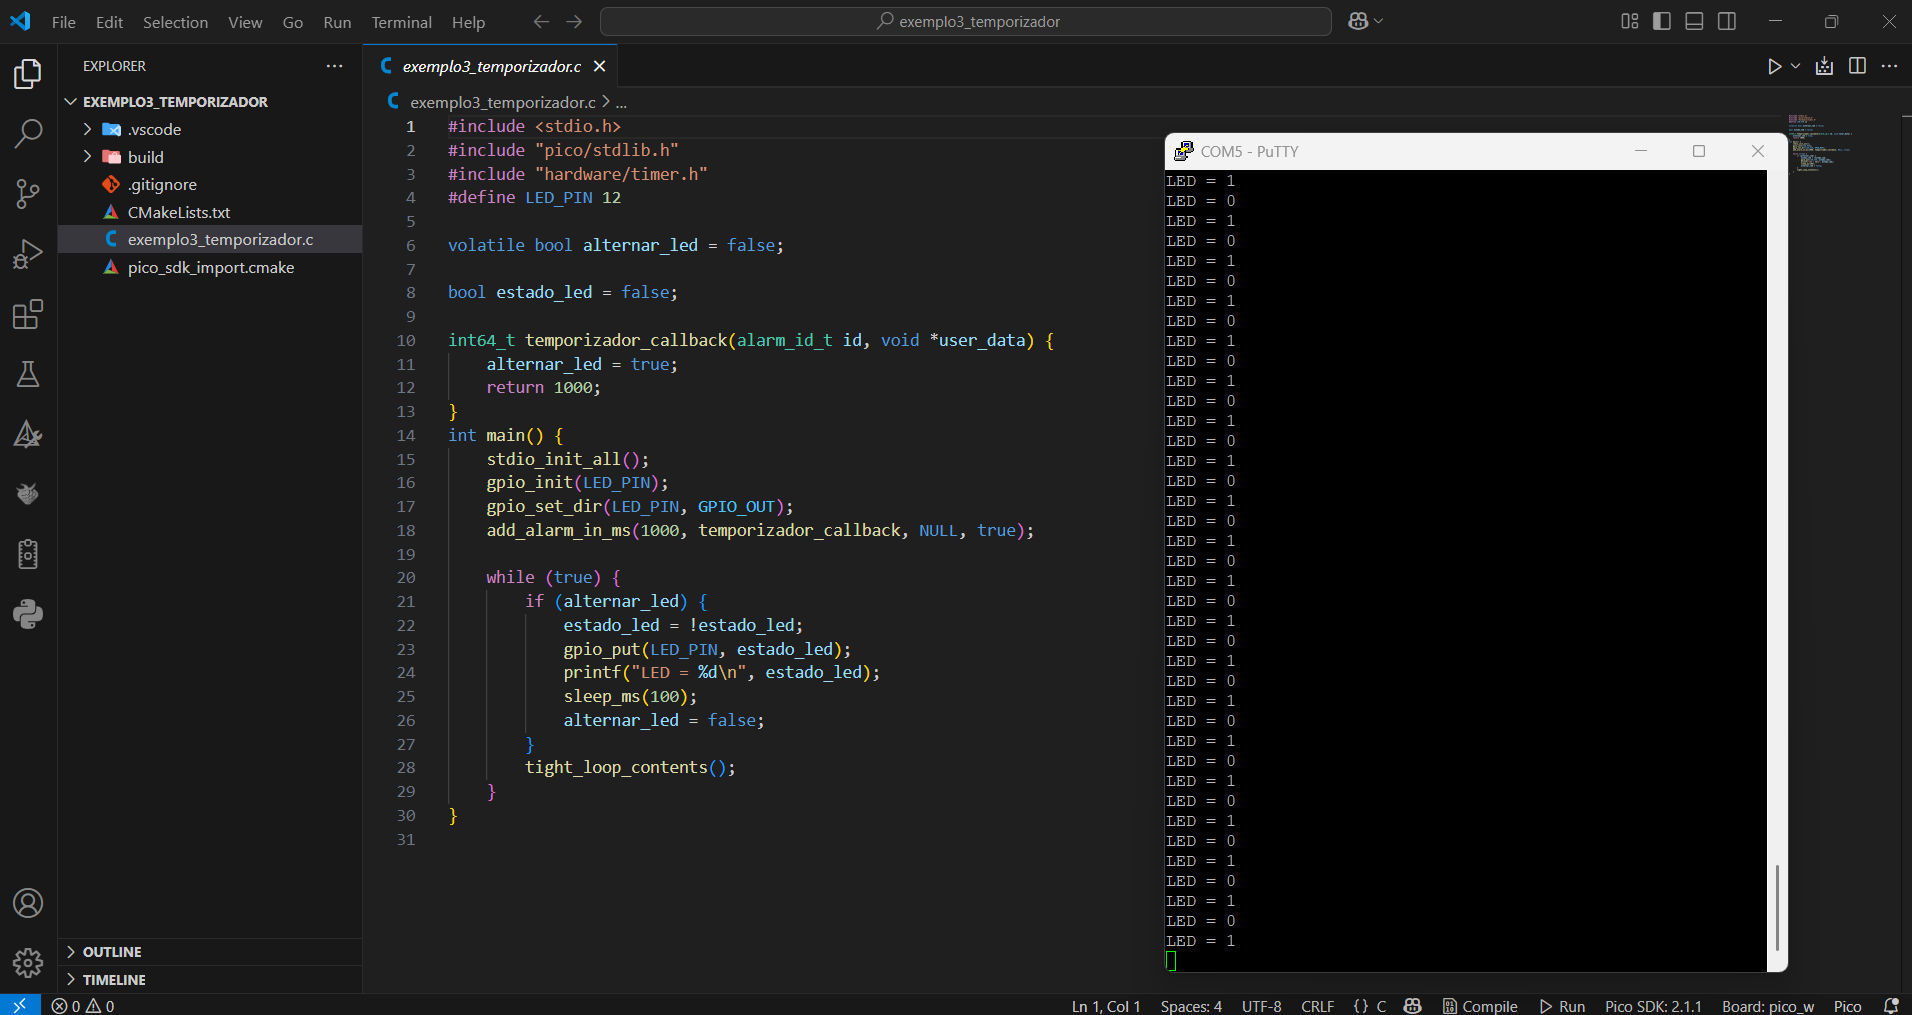 File Edit Selection View Go Run Terminal Help
exemplo3_temporizador
EXPLORER
EXEMPLO3_TEMPORIZADOR
.vscode
build
.gitignore
CMakeLists.txt
exemplo3_temporizador.c
pico_sdk_import.cmake
OUTLINE
TIMELINE
exemplo3_temporizador.c
exemplo3_temporizador.c > ...
1 #include <stdio.h>
2 #include "pico/stdlib.h"
3 #include "hardware/timer.h"
4 #define LED_PIN 12
5
6 volatile bool alternar_led = false;
7
8 bool estado_led = false;
9
10 int64_t temporizador_callback(alarm_id_t id, void *user_data) {
11 alternar_led = true;
12 return 1000;
13 }
14 int main() {
15 stdio_init_all();
16 gpio_init(LED_PIN);
17 gpio_set_dir(LED_PIN, GPIO_OUT);
18 add_alarm_in_ms(1000, temporizador_callback, NULL, true);
19
20 while (true) {
21 if (alternar_led) {
22 estado_led = !estado_led;
23 gpio_put(LED_PIN, estado_led);
24 printf("LED = %d\n", estado_led);
25 sleep_ms(100);
26 alternar_led = false;
27 }
28 tight_loop_contents();
29 }
30 }
31
COM5 - PuTTY
LED = 1
LED = 0
LED = 1
LED = 0
LED = 1
LED = 0
LED = 1
LED = 0
LED = 1
LED = 0
LED = 1
LED = 0
LED = 1
LED = 0
LED = 1
LED = 0
LED = 1
LED = 0
LED = 1
LED = 0
LED = 1
LED = 0
LED = 1
LED = 0
LED = 1
LED = 0
LED = 1
LED = 0
LED = 1
LED = 0
LED = 1
LED = 0
LED = 1
LED = 0
LED = 1
LED = 0
LED = 1
LED = 0
LED = 1
0 0
Ln 1, Col 1 Spaces: 4 UTF-8 CRLF {} C Compile Run Pico SDK: 2.1.1 Board: pico_w Pico